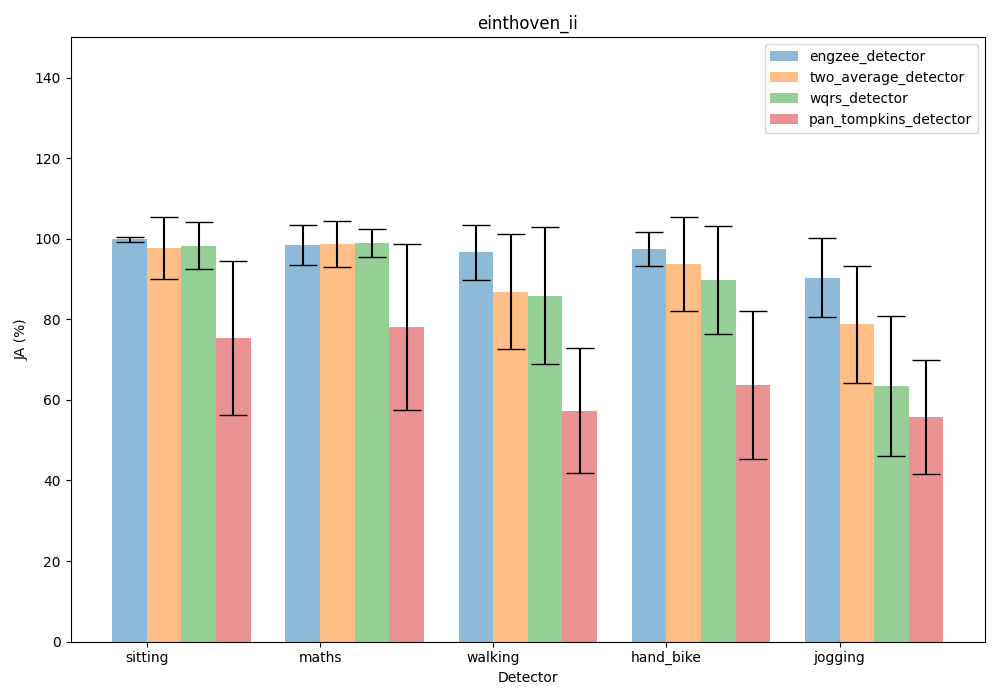 einthoven_ii
engzee_detector
two_average_detector
wqrs_detector
pan_tompkins_detector
140
120
100
80
60
40
20
0
JA (%)
sitting maths walking hand_bike jogging
Detector